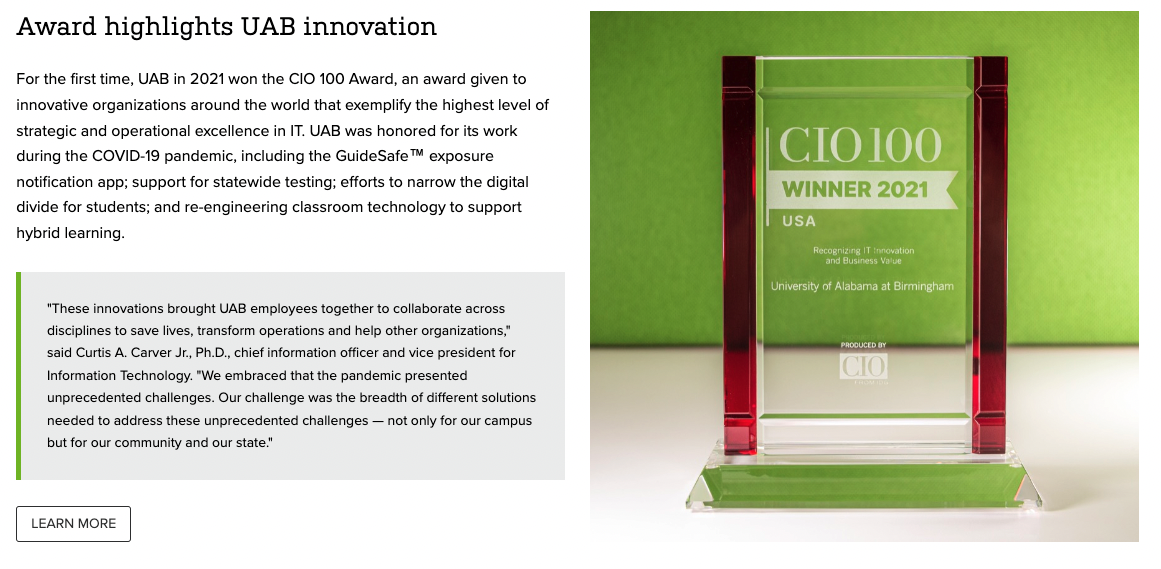 Award highlights UAB innovation
For the first time, UAB in 2021 won the CIO 100 Award, an award given to
innovative organizations around the world that exemplify the highest level of
strategic and operational excellence in IT. UAB was honored for its work
during the COVID-19 pandemic, including the GuideSafe™ exposure
notification app; support for statewide testing; efforts to narrow the digital
divide for students; and re-engineering classroom technology to support
hybrid learning.
"These innovations brought UAB employees together to collaborate across
disciplines to save lives, transform operations and help other organizations,"
said Curtis A. Carver Jr., Ph.D., chief information officer and vice president for
Information Technology. "We embraced that the pandemic presented
unprecedented challenges. Our challenge was the breadth of different solutions
needed to address these unprecedented challenges — not only for our campus
but for our community and our state."
LEARN MORE
CIO 100
WINNER 2021
USA
Recognizing IT Innovation
and Business Value
University of Alabama at Birmingham
PRODUCED BY
CIO